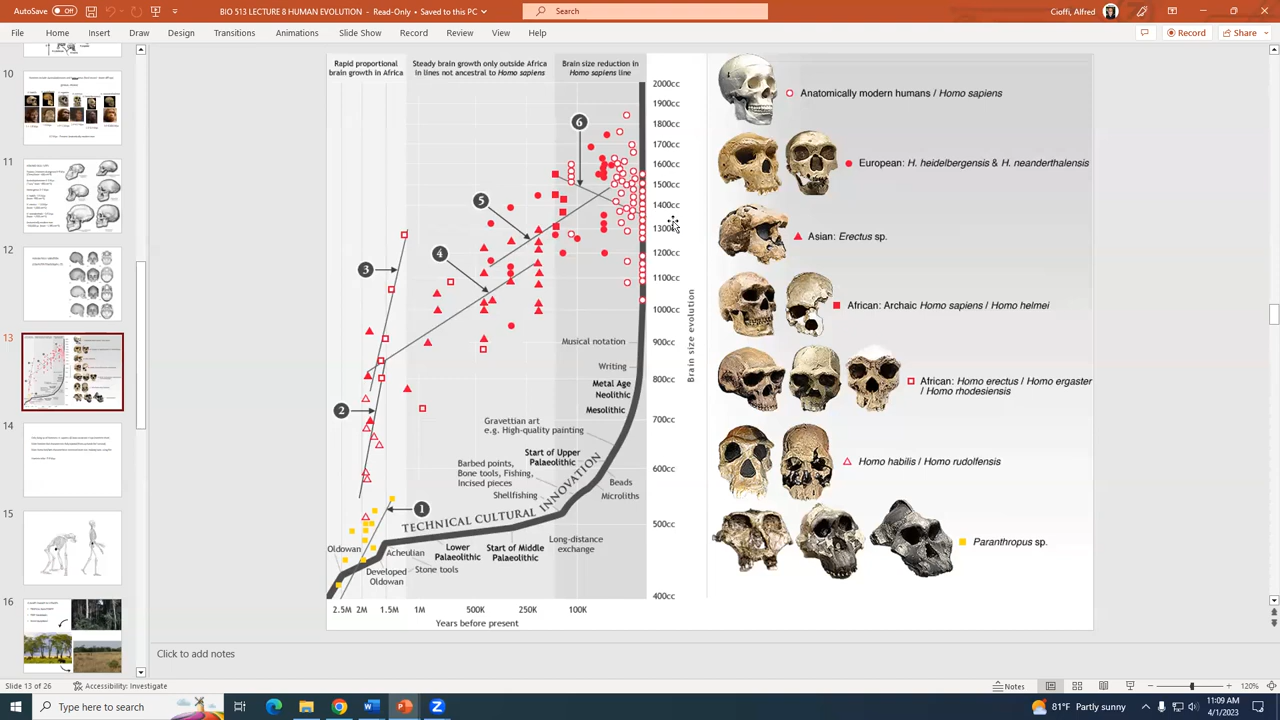 AutoSave
Off
BIO 513 LECTURE 8 HUMAN EVOLUTION - Saved to this PC
Search
Cioffi, Alfred
File Home Insert Draw Design Transitions Animations Slide Show Record Review View Help
Record
Share
10
11
12
13
14
15
16
Rapid proportional
brain growth in Africa
Steady brain growth only outside Africa
in lines not ancestral to Homo sapiens
Brain size reduction in
Homo sapiens line
2000cc
1900cc
1800cc
1700cc
1600cc
1500cc
1400cc
1300cc
1200cc
1100cc
1000cc
900cc
800cc
700cc
600cc
500cc
400cc
Brain size evolution
6
5
4
3
2
1
Musical notation
Writing
Metal Age
Neolithic
Mesolithic
Gravettian art
e.g. High-quality painting
Start of Upper
Palaeolithic
Barbed points,
Bone tools, Fishing,
Incised pieces
Shellfishing
Beads
Microliths
TECHNICAL CULTURAL INNOVATION
Oldowan
Acheulian
Lower
Palaeolithic
Start of Middle
Palaeolithic
Long-distance
exchange
Developed
Oldowan
Stone tools
2.5M 2M 1.5M 1M 500K 250K 100K
Years before present
Anatomically modern humans / Homo sapiens
European: H. heidelbergensis & H. neanderthalensis
Asian: Erectus sp.
African: Archaic Homo sapiens / Homo helmei
African: Homo erectus / Homo ergaster
/ Homo rhodesiensis
Homo habilis / Homo rudolfensis
Paranthropus sp.
Click to add notes
Slide 13 of 26
Accessibility: Investigate
Notes
120%
Type here to search
81°F Partly sunny
11:09 AM
4/1/2023